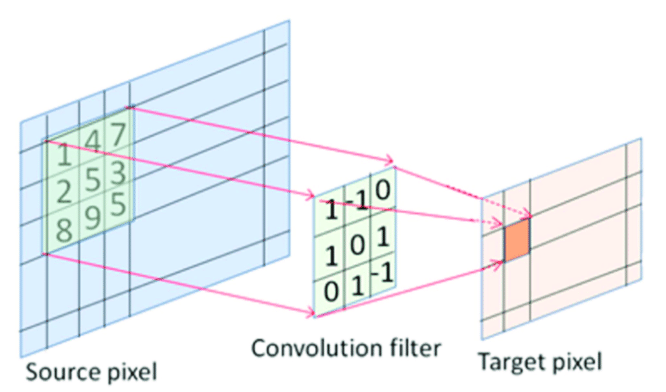 1 4 7
2 5 3
8 9 5
1 -1 0
1 0 1
0 1 -1
Source pixel
Convolution filter
Target pixel